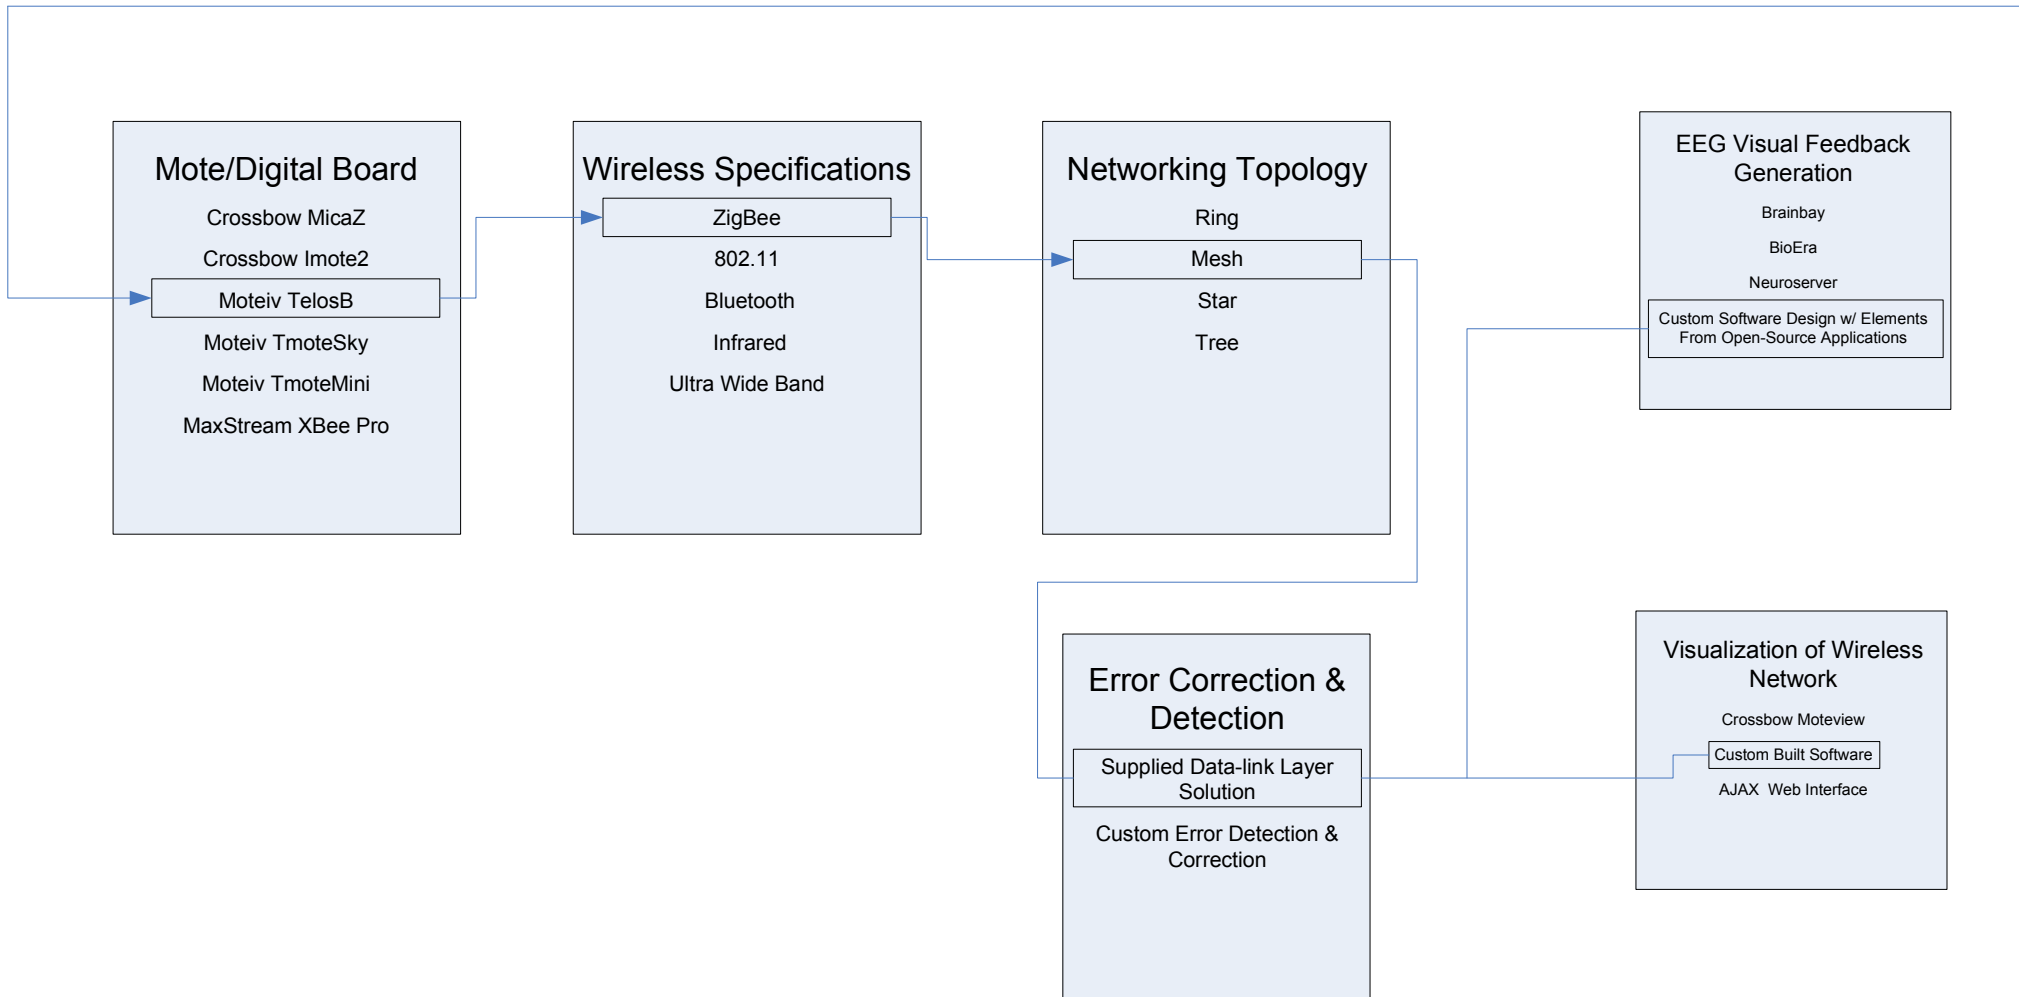 Mote/Digital Board
Crossbow MicaZ
Crossbow Imote2
Moteiv TelosB
Moteiv TmoteSky
Moteiv TmoteMini
MaxStream XBee Pro
Wireless Specifications
ZigBee
802.11
Bluetooth
Infrared
Ultra Wide Band
Networking Topology
Ring
Mesh
Star
Tree
EEG Visual Feedback
Generation
Brainbay
BioEra
Neuroserver
Custom Software Design w/ Elements
From Open-Source Applications
Error Correction &
Detection
Supplied Data-link Layer
Solution
Custom Error Detection &
Correction
Visualization of Wireless
Network
Crossbow Moteview
Custom Built Software
AJAX  Web Interface